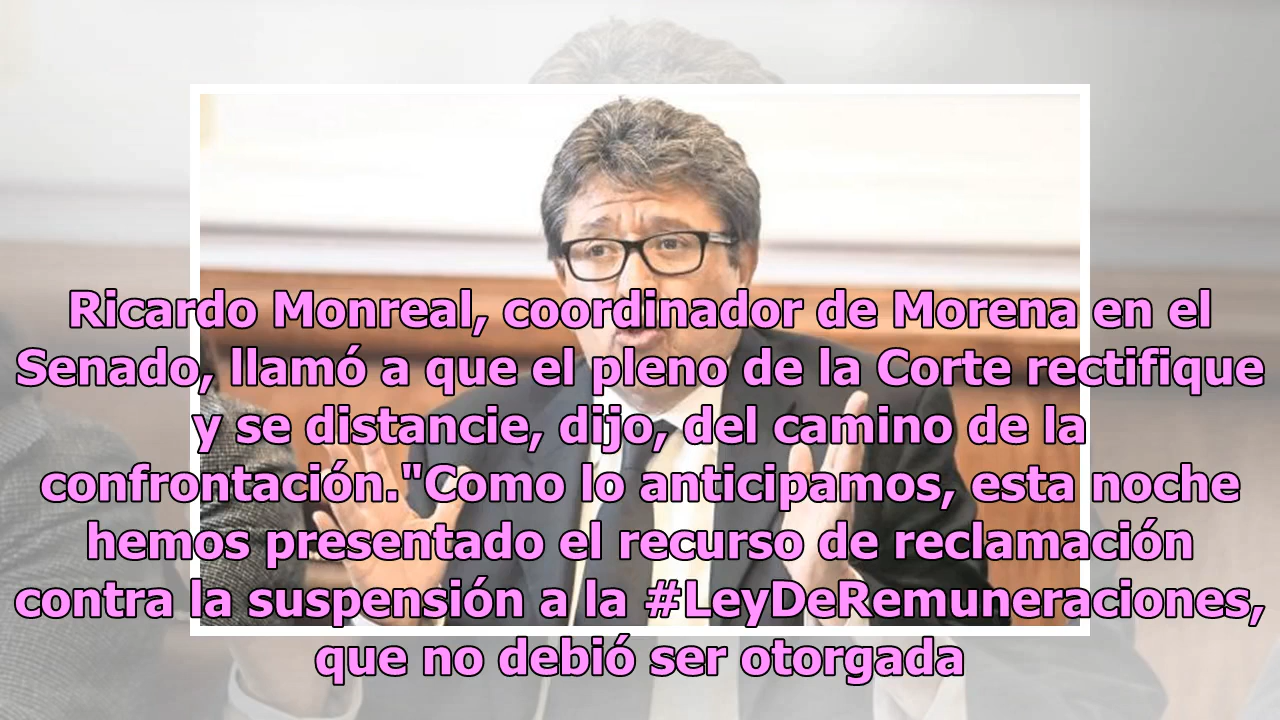 Ricardo Monreal, coordinador de Morena en el
Senado, llamó a que el pleno de la Corte rectifique
y se distancie, dijo, del camino de la
confrontación."Como lo anticipamos, esta noche
hemos presentado el recurso de reclamación
contra la suspensión a la #LeyDeRemuneraciones,
que no debió ser otorgada